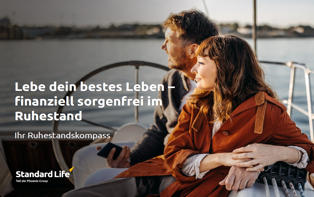 Lebe dein bestes Leben –
finanziell sorgenfrei im
Ruhestand
Ihr Ruhestandskompass
Standard Life
Teil der Phoenix Group